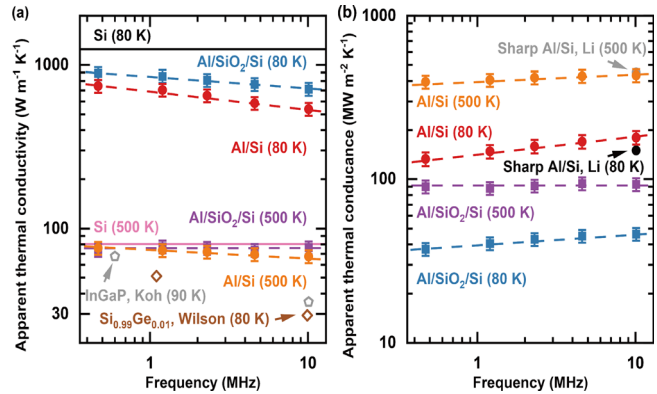 (a)
Si (80 K)
Al/SiO₂/Si (80 K)
1000
Al/Si (80 K)
Si (500 K)
Al/SiO₂/Si (500 K)
100
Al/Si (500 K)
InGaP, Koh (90 K)
30
Si₀.₉₉Ge₀.₀₁, Wilson (80 K)
1
10
Frequency (MHz)
Apparent thermal conductivity (W m⁻² K⁻¹)
(b)
1000
Sharp Al/Si, Li (500 K)
Al/Si (500 K)
Al/Si (80 K)
Sharp Al/Si, Li (80 K)
100
Al/SiO₂/Si
(500 K)
Al/SiO₂/Si (80 K)
10
1
10
Frequency (MHz)
Apparent thermal conducance (MW m⁻² K⁻¹)